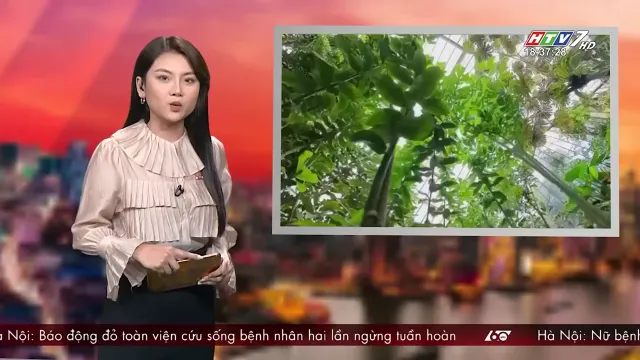 HTV7 HD
18:37:28
à Nội: Báo động đỏ toàn viện cứu sống bệnh nhân hai lần ngừng tuần hoàn 60 Hà Nội: Nữ bệnh